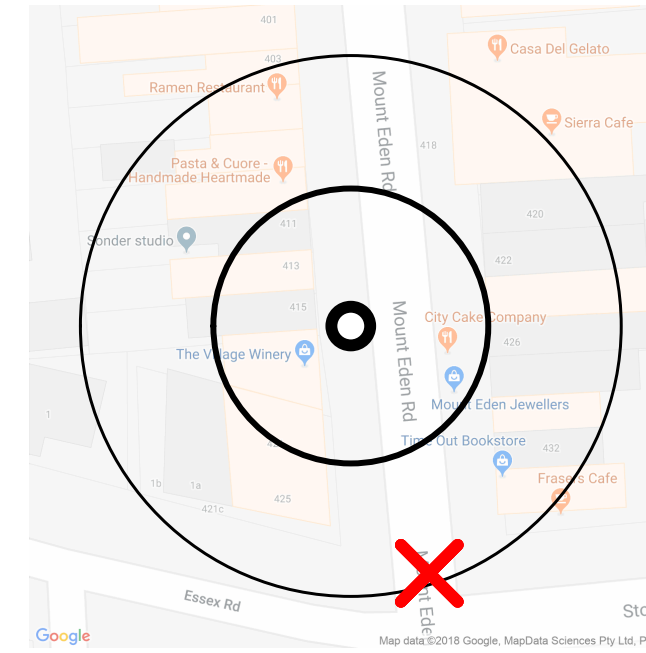 401
Casa Del Gelato
403
Ramen Restaurant
Mount Eden Rd
Sierra Cafe
418
Pasta & Cuore -
Handmade Heartmade
420
411
Sonder studio
422
413
415
Mount Eden Rd
City Cake Company
426
The Village Winery
Mount Eden Jewellers
1
Time Out Bookstore
432
Frasers Cafe
1b
1a
425
421c
Essex Rd
Google
Map data ©2018 Google, MapData Sciences Pty Ltd, P